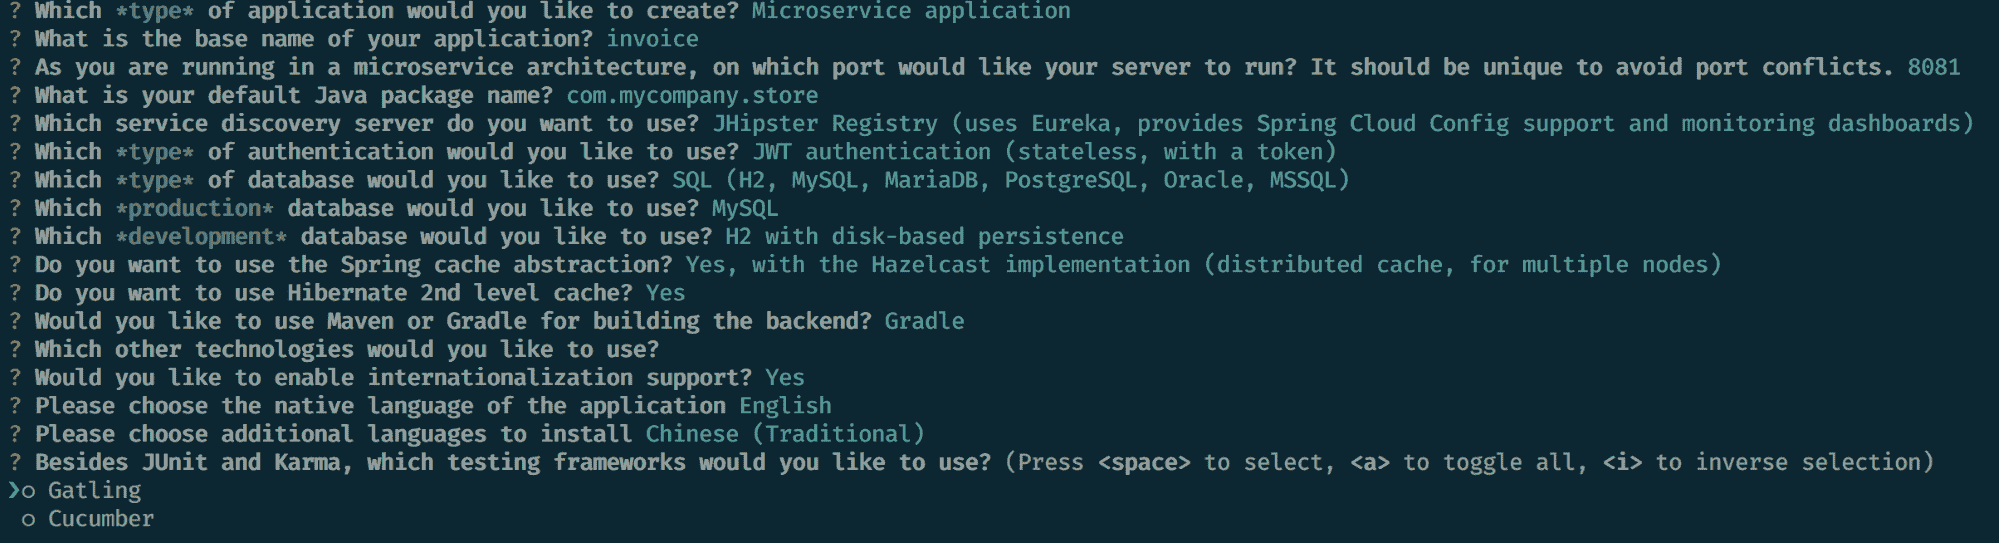 ? Which *type* of application would you like to create? Microservice application
? What is the base name of your application? invoice
? As you are running in a microservice architecture, on which port would like your server to run? It should be unique to avoid port conflicts. 8081
? What is your default Java package name? com.mycompany.store
? Which service discovery server do you want to use? JHipster Registry (uses Eureka, provides Spring Cloud Config support and monitoring dashboards)
? Which *type* of authentication would you like to use? JWT authentication (stateless, with a token)
? Which *type* of database would you like to use? SQL (H2, MySQL, MariaDB, PostgreSQL, Oracle, MSSQL)
? Which *production* database would you like to use? MySQL
? Which *development* database would you like to use? H2 with disk-based persistence
? Do you want to use the Spring cache abstraction? Yes, with the Hazelcast implementation (distributed cache, for multiple nodes)
? Do you want to use Hibernate 2nd level cache? Yes
? Would you like to use Maven or Gradle for building the backend? Gradle
? Which other technologies would you like to use?
? Would you like to enable internationalization support? Yes
? Please choose the native language of the application English
? Please choose additional languages to install Chinese (Traditional)
? Besides JUnit and Karma, which testing frameworks would you like to use? (Press <space> to select, <a> to toggle all, <i> to inverse selection)
❯○ Gatling
○ Cucumber